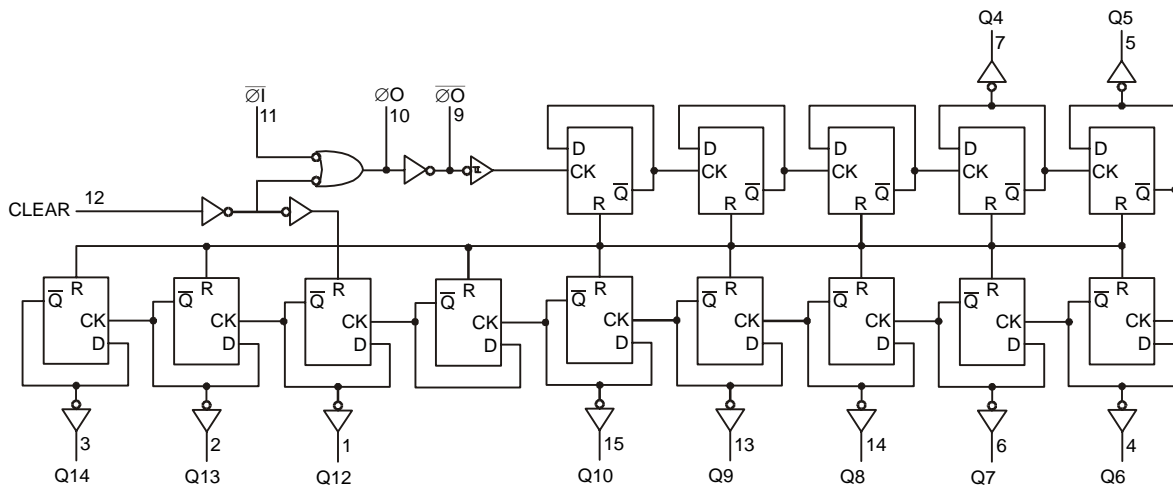 Q4 Q5
7 5
ØI ØO ØO
11 10 9
D D D D D
CK CK CK CK CK
Q Q Q Q Q
R R R R R
CLEAR 12
R R R R R R R R R
Q Q Q Q Q Q Q Q Q
CK CK CK CK CK CK CK CK CK
D D D D D D D D D
3 2 1 15 13 14 6 4
Q14 Q13 Q12 Q10 Q9 Q8 Q7 Q6